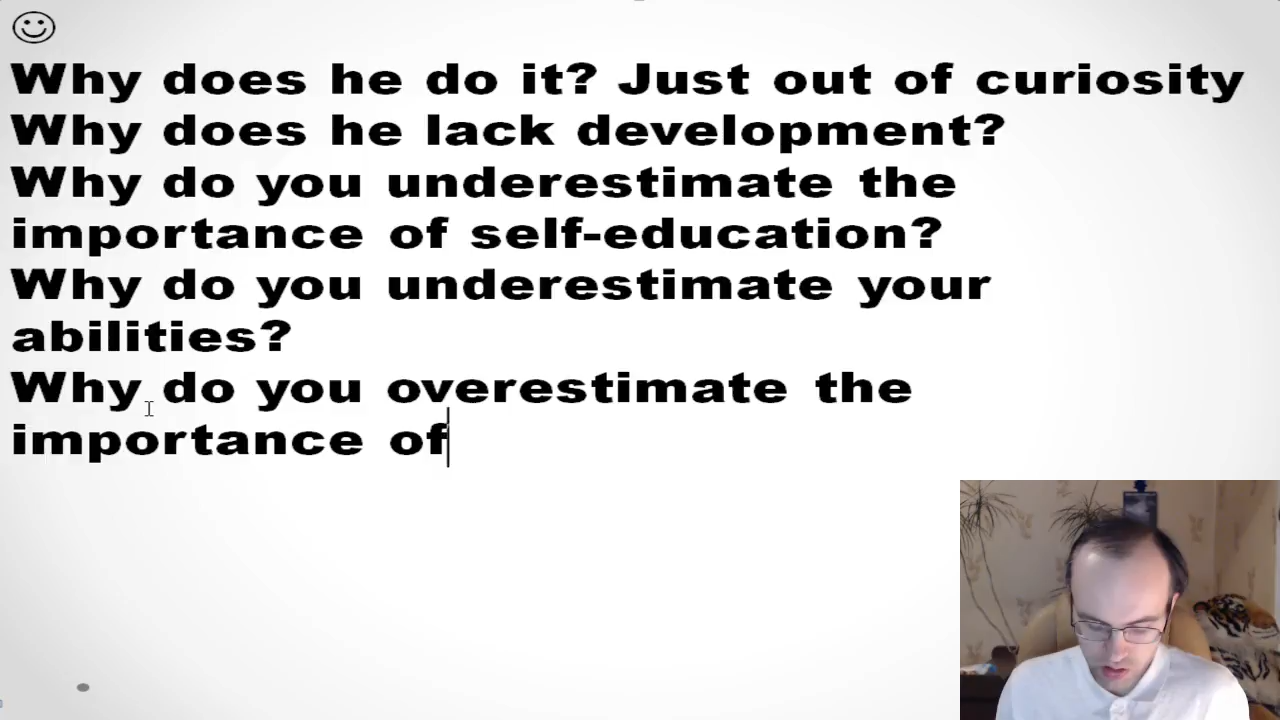 Why does he do it? Just out of curiosity
Why does he lack development?
Why do you underestimate the
importance of self-education?
Why do you underestimate your
abilities?
Why do you overestimate the
importance of